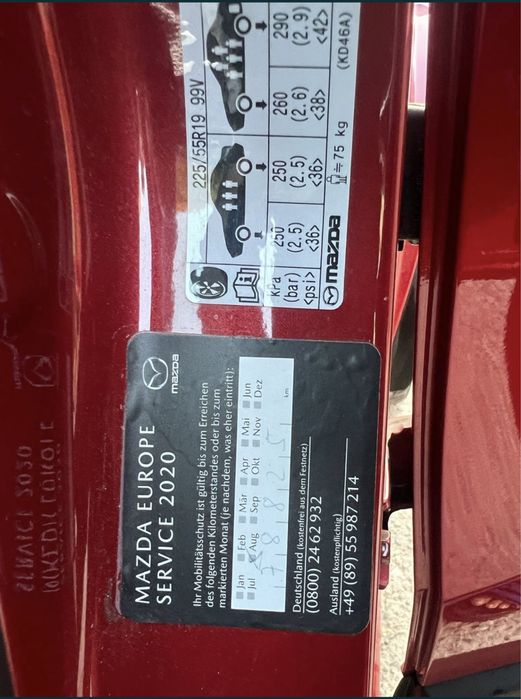 225/55R19 99V
kPa 250 250 260 290
(bar) (2.5) (2.5) (2.6) (2.9)
<psi> <36> <36> <38> <42>
mazda ≒75 kg (KD46A)
mazda
MAZDA EUROPE
SERVICE 2020
Ihr Mobilitätsschutz ist gültig bis zum Erreichen
des folgenden Kilometerstandes oder bis zum
markierten Monat (je nachdem, was eher eintritt):
Jan Feb Mär Apr Mai Jun
Jul Aug Sep Okt Nov Dez
km
Deutschland (kostenfrei aus dem Festnetz)
(0800) 24 62 932
Ausland (kostenpflichtig)
+49 (89) 55 987 214